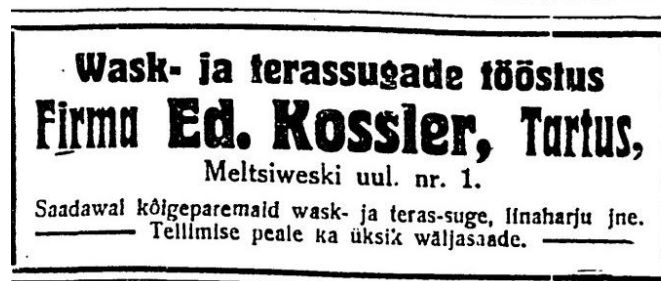 Wask- ja terassugade tööstus
Firma Ed. Kossler, Tartus,
Meltsiweski uul. nr. 1.
Saadawal kõigeparemaid wask- ja teras-suge, linaharju jne.
Tellimise peale ka üksik wäljasaade.